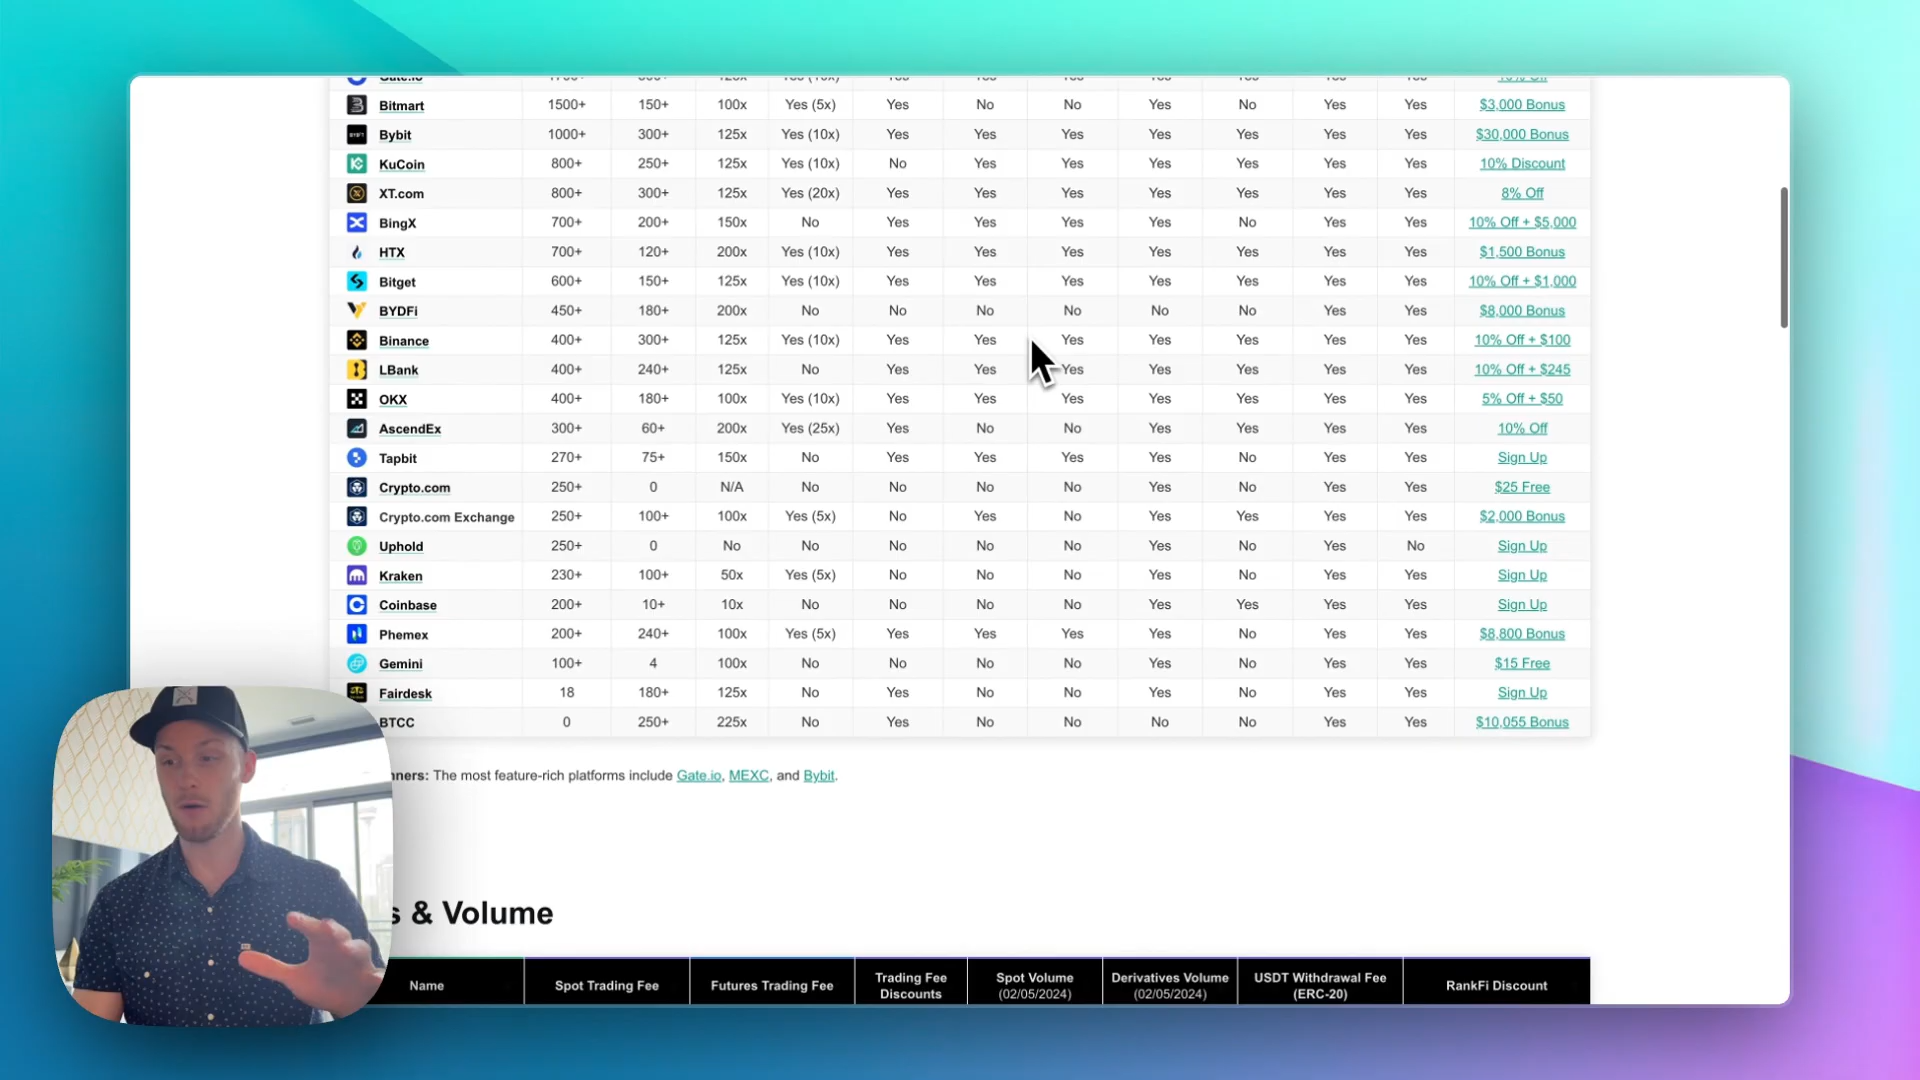 Gate.io
Bitmart 1500+ 150+ 100x Yes (5x) Yes No No Yes No Yes Yes $3,000 Bonus
Bybit 1000+ 300+ 125x Yes (10x) Yes Yes Yes Yes Yes Yes Yes $30,000 Bonus
KuCoin 800+ 250+ 125x Yes (10x) No Yes Yes Yes Yes Yes Yes 10% Discount
XT.com 800+ 300+ 125x Yes (20x) Yes Yes Yes Yes Yes Yes Yes 8% Off
BingX 700+ 200+ 150x No Yes Yes Yes Yes No Yes Yes 10% Off + $5,000
HTX 700+ 120+ 200x Yes (10x) Yes Yes Yes Yes Yes Yes Yes $1,500 Bonus
Bitget 600+ 150+ 125x Yes (10x) Yes Yes Yes Yes Yes Yes Yes 10% Off + $1,000
BYDFi 450+ 180+ 200x No No No No No No Yes Yes $8,000 Bonus
Binance 400+ 300+ 125x Yes (10x) Yes Yes Yes Yes Yes Yes Yes 10% Off + $100
LBank 400+ 240+ 125x No Yes Yes Yes Yes Yes Yes Yes 10% Off + $245
OKX 400+ 180+ 100x Yes (10x) Yes Yes Yes Yes Yes Yes Yes 5% Off + $50
AscendEx 300+ 60+ 200x Yes (25x) Yes No No Yes Yes Yes Yes 10% Off
Tapbit 270+ 75+ 150x No Yes Yes Yes Yes No Yes Yes Sign Up
Crypto.com 250+ 0 N/A No No No No Yes No Yes Yes $25 Free
Crypto.com Exchange 250+ 100+ 100x Yes (5x) No Yes No Yes Yes Yes Yes $2,000 Bonus
Uphold 250+ 0 No No No No No Yes No Yes No Sign Up
Kraken 230+ 100+ 50x Yes (5x) No No No Yes No Yes Yes Sign Up
Coinbase 200+ 10+ 10x No No No No Yes Yes Yes Yes Sign Up
Phemex 200+ 240+ 100x Yes (5x) Yes Yes Yes Yes No Yes Yes $8,800 Bonus
Gemini 100+ 4 100x No No No No Yes No Yes Yes $15 Free
Fairdesk 18 180+ 125x No Yes No No Yes No Yes Yes Sign Up
BTCC 0 250+ 225x No Yes No No No No Yes Yes $10,055 Bonus
nners: The most feature-rich platforms include Gate.io, MEXC, and Bybit.
s & Volume
Name Spot Trading Fee Futures Trading Fee Trading Fee Discounts Spot Volume (02/05/2024) Derivatives Volume (02/05/2024) USDT Withdrawal Fee (ERC-20) RankFi Discount